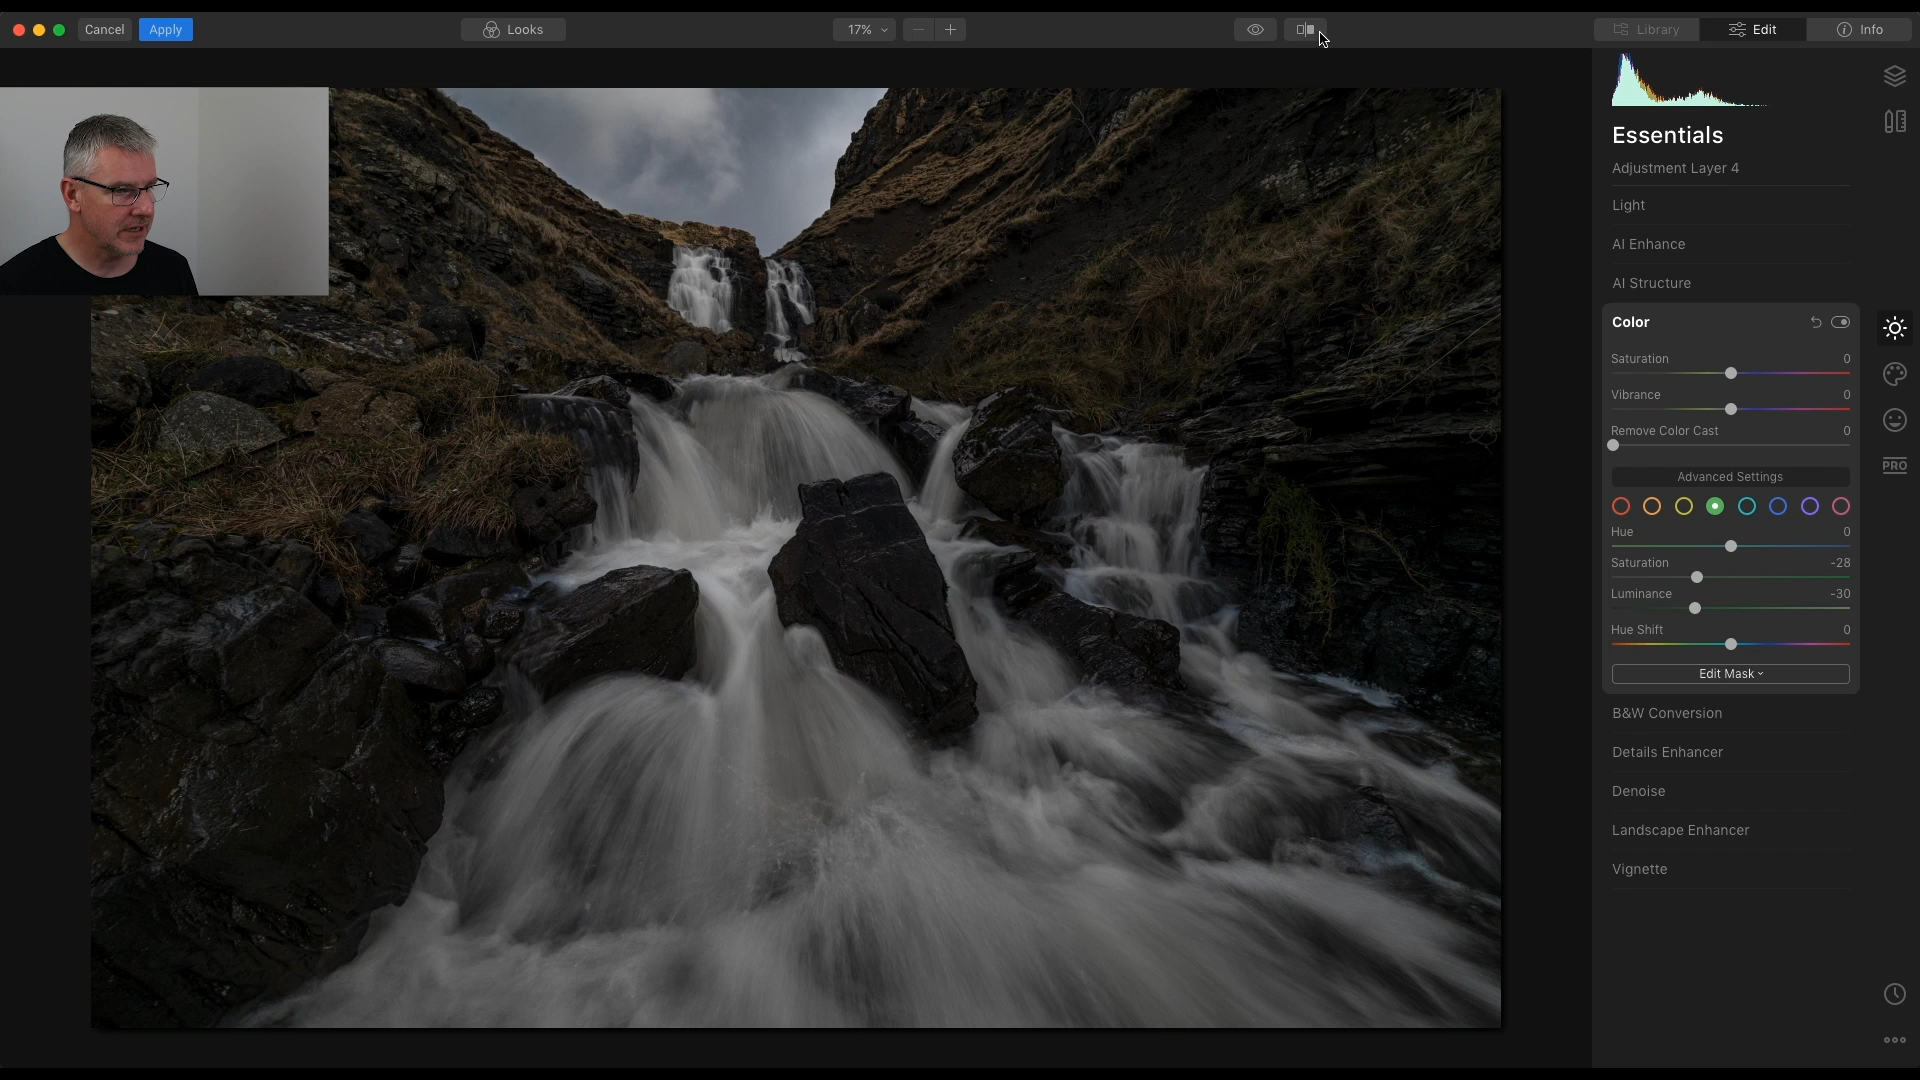 Cancel
Apply
Looks
17%
Library
Edit
Info
Essentials
Adjustment Layer 4
Light
AI Enhance
AI Structure
Color
Saturation 0
Vibrance 0
Remove Color Cast 0
Advanced Settings
Hue 0
Saturation -28
Luminance -30
Hue Shift 0
Edit Mask
B&W Conversion
Details Enhancer
Denoise
Landscape Enhancer
Vignette
PRO